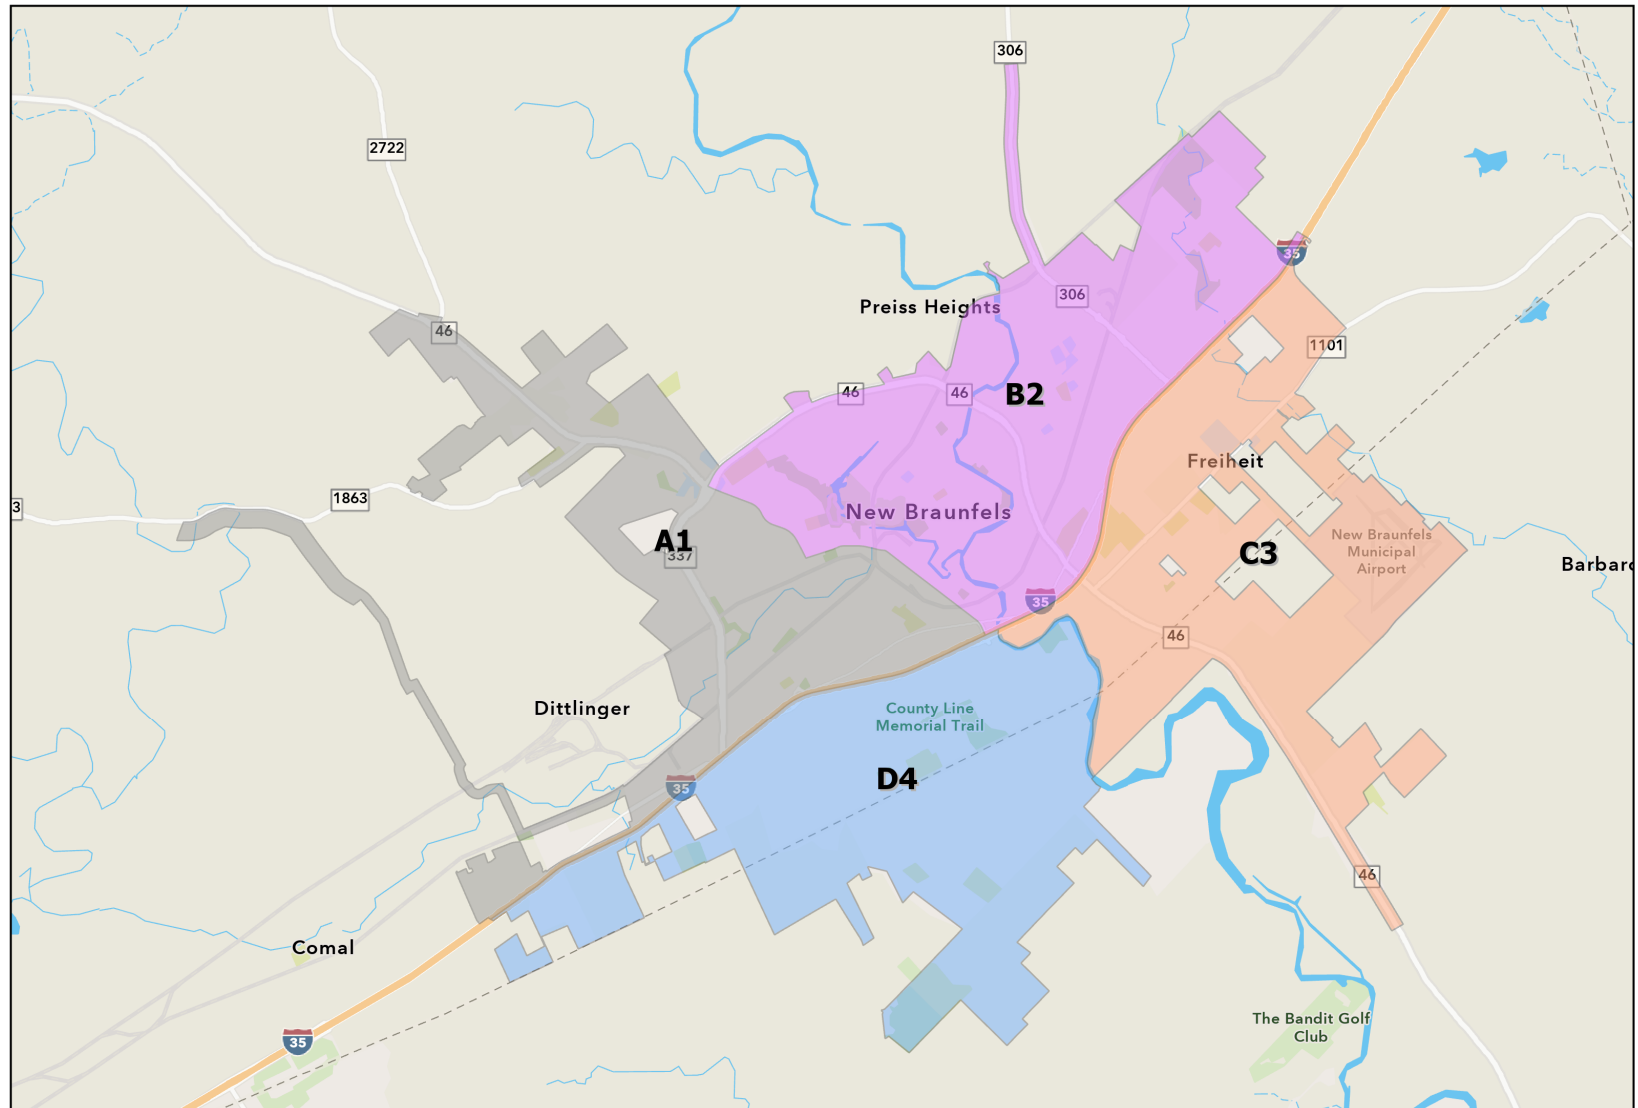 306
2722
35
306
Preiss Heights
46
1101
46
46
B2
Freiheit
3
1863
New Braunfels
A1
337
C3
New Braunfels
Municipal
Airport
Barbaro
35
46
Dittlinger
County Line
Memorial Trail
D4
35
46
Comal
The Bandit Golf
Club
35